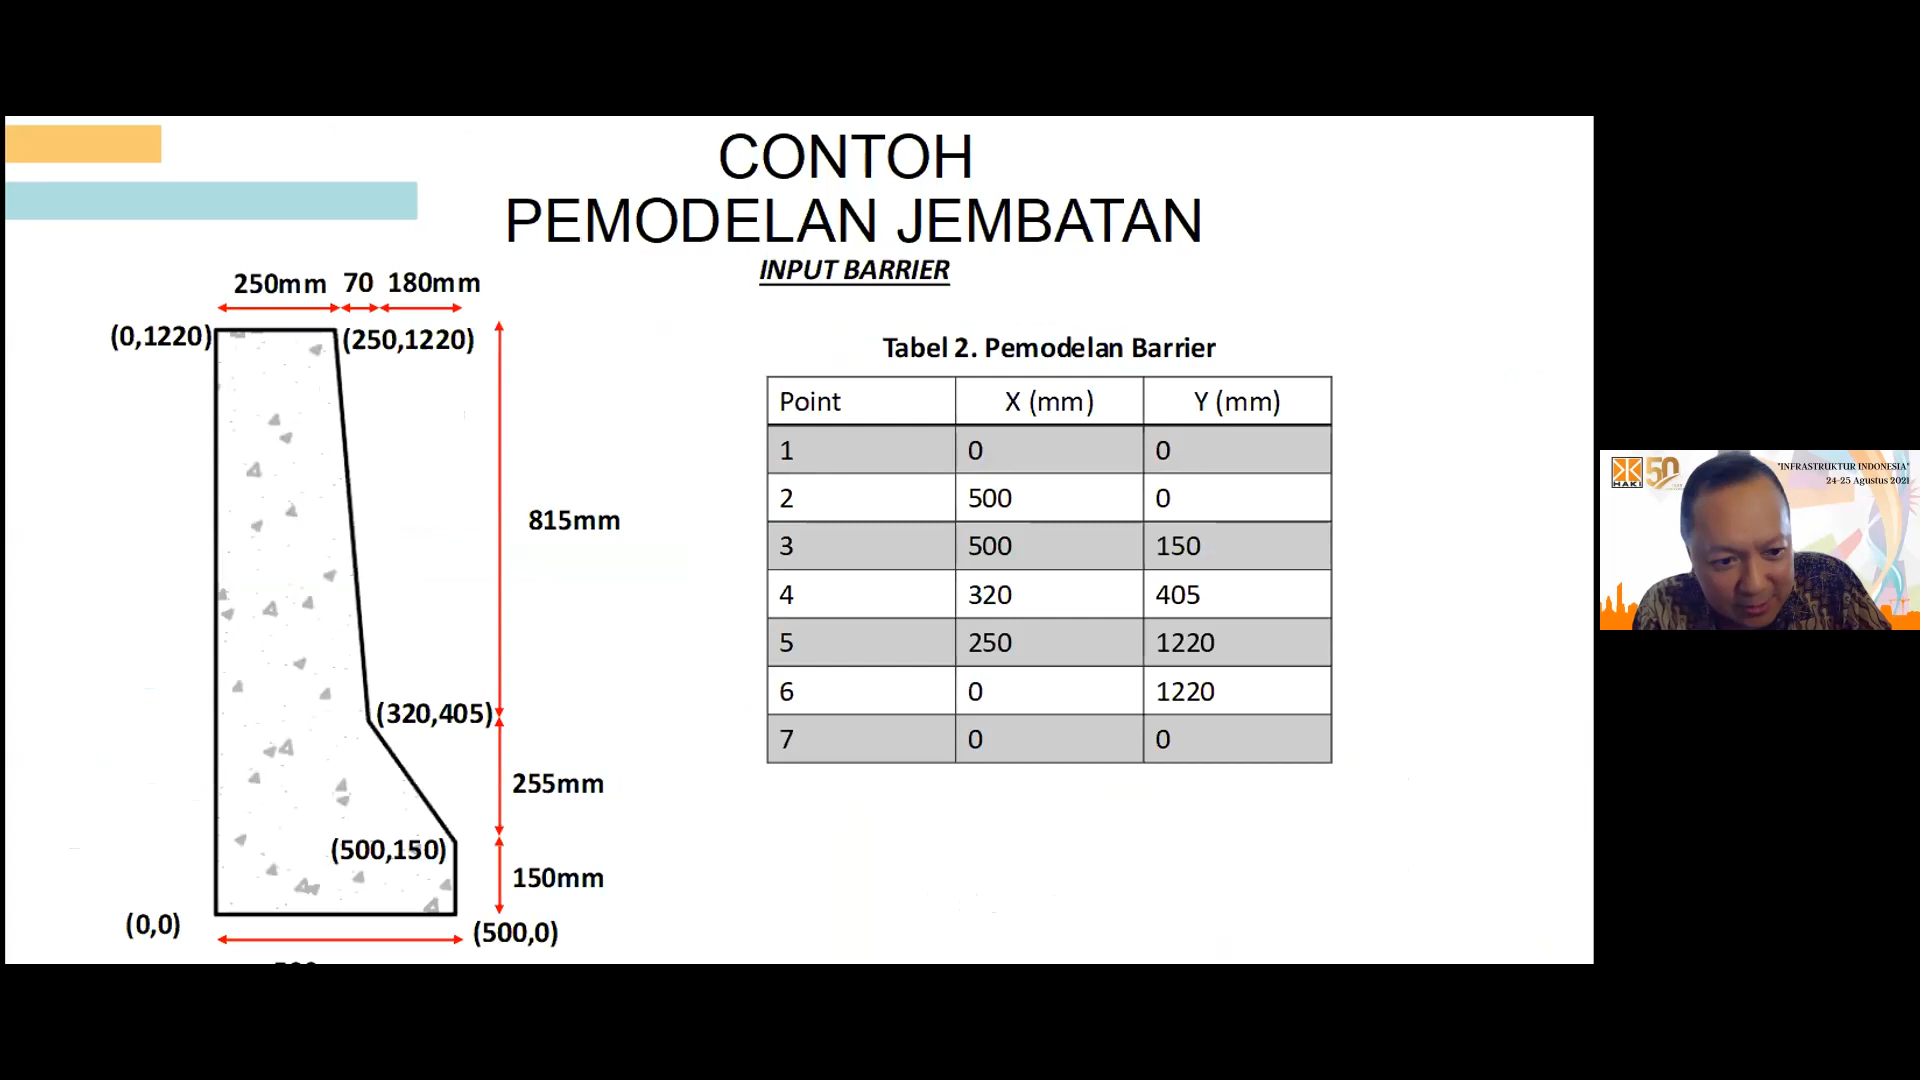 CONTOH
PEMODELAN JEMBATAN
INPUT BARRIER
250mm 70 180mm
(0,1220) (250,1220)
815mm
(320,405)
255mm
(500,150)
150mm
(0,0) (500,0)
Tabel 2. Pemodelan Barrier
Point X (mm) Y (mm)
1 0 0
2 500 0
3 500 150
4 320 405
5 250 1220
6 0 1220
7 0 0
HAKI 50
"INFRASTRUKTUR INDONESIA"
24-25 Agustus 2021